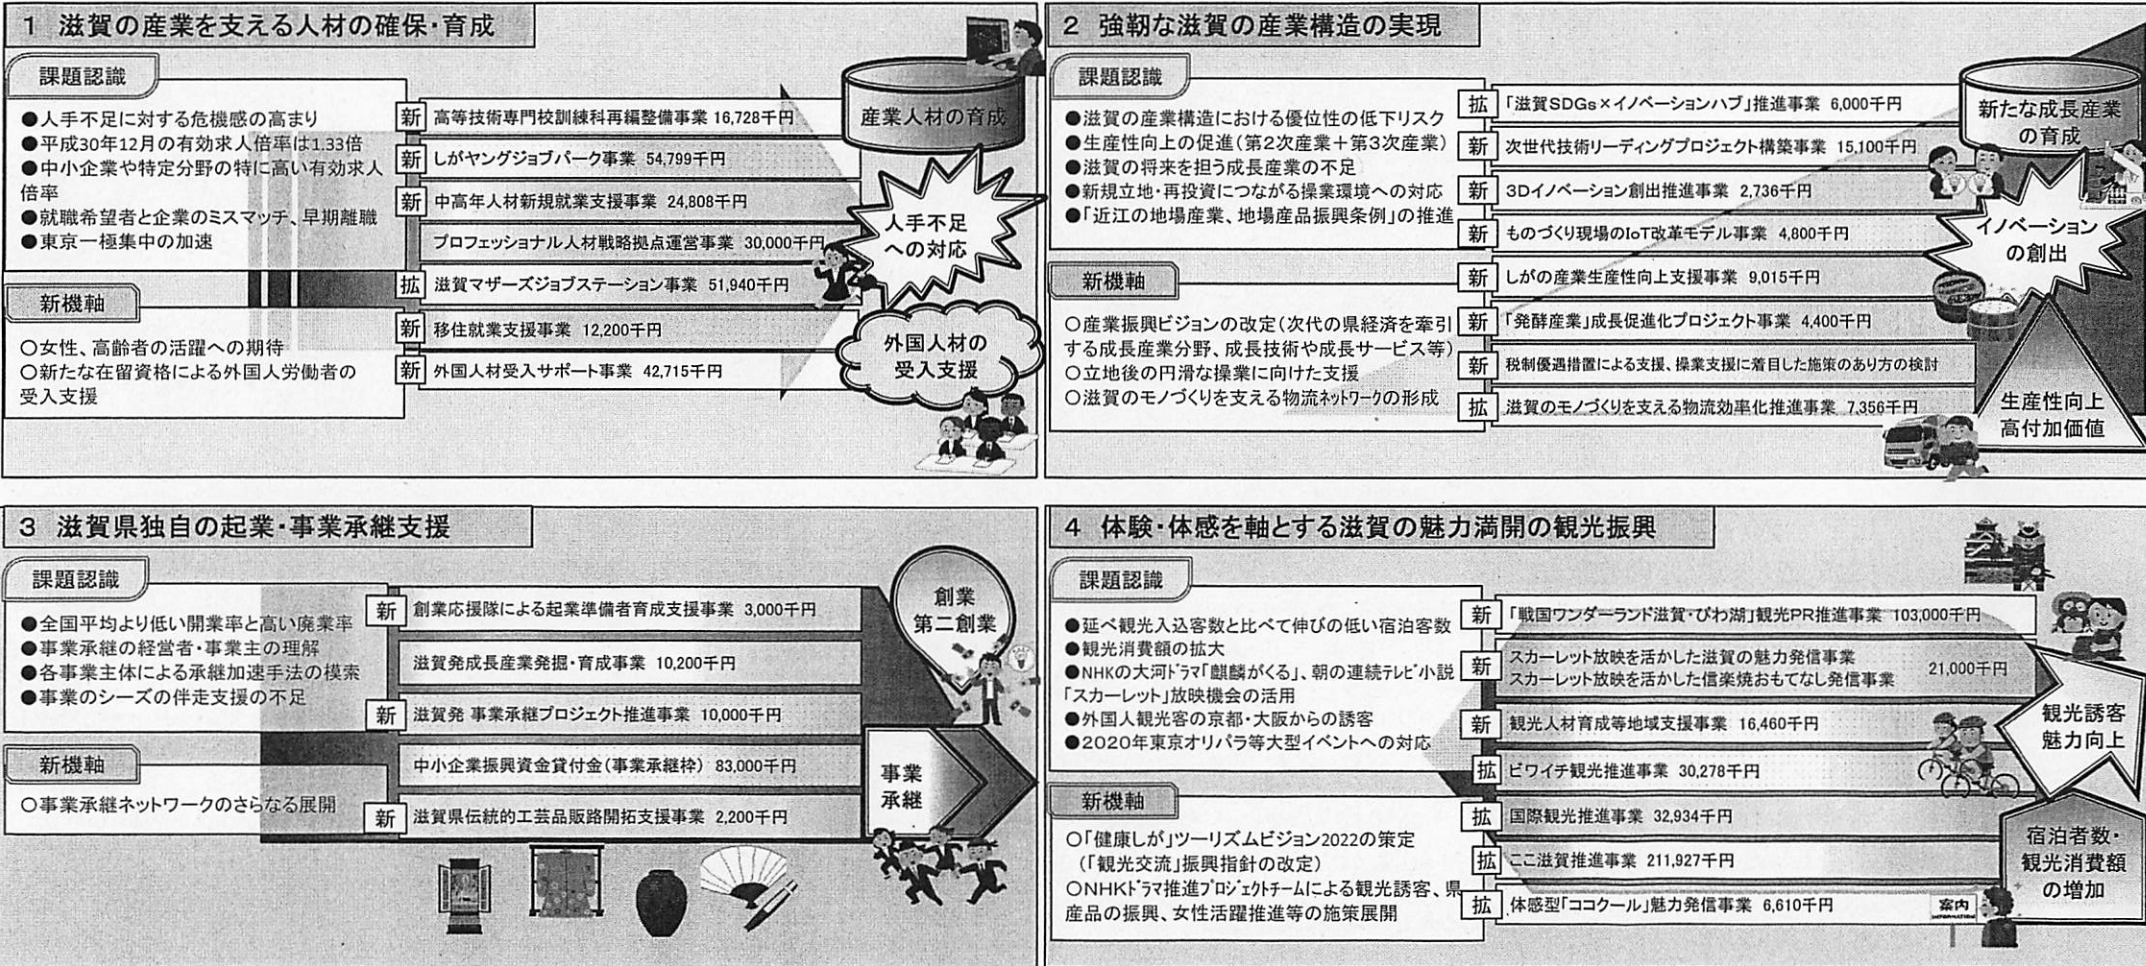 1 滋賀の産業を支える人材の確保・育成
課題認識
●人手不足に対する危機感の高まり
●平成30年12月の有効求人倍率は1.33倍
●中小企業や特定分野の特に高い有効求人
倍率
●就職希望者と企業のミスマッチ、早期離職
●東京一極集中の加速
新機軸
○女性、高齢者の活躍への期待
○新たな在留資格による外国人労働者の
受入支援
新 高等技術専門校訓練科再編整備事業 16,728千円
新 しがヤングジョブパーク事業 54,799千円
新 中高年人材新規就業支援事業 24,808千円
プロフェッショナル人材戦略拠点運営事業 30,000千円
拡 滋賀マザーズジョブステーション事業 51,940千円
新 移住就業支援事業 12,200千円
新 外国人材受入サポート事業 42,715千円
産業人材の育成
人手不足
への対応
外国人材の
受入支援
2 強靭な滋賀の産業構造の実現
課題認識
●滋賀の産業構造における優位性の低下リスク
●生産性向上の促進(第2次産業+第3次産業)
●滋賀の将来を担う成長産業の不足
●新規立地・再投資につながる操業環境への対応
●「近江の地場産業、地場産品振興条例」の推進
新機軸
○産業振興ビジョンの改定(次代の県経済を牽引
する成長産業分野、成長技術や成長サービス等)
○立地後の円滑な操業に向けた支援
○滋賀のモノづくりを支える物流ネットワークの形成
拡 「滋賀SDGs×イノベーションハブ」推進事業 6,000千円
新 次世代技術リーディングプロジェクト構築事業 15,100千円
新 3Dイノベーション創出推進事業 2,736千円
新 ものづくり現場のIoT改革モデル事業 4,800千円
新 しがの産業生産性向上支援事業 9,015千円
新 「発酵産業」成長促進化プロジェクト事業 4,400千円
新 税制優遇措置による支援、操業支援に着目した施策のあり方の検討
拡 滋賀のモノづくりを支える物流効率化推進事業 7,356千円
新たな成長産業
の育成
イノベーション
の創出
生産性向上
高付加価値
3 滋賀県独自の起業・事業承継支援
課題認識
●全国平均より低い開業率と高い廃業率
●事業承継の経営者・事業主の理解
●各事業主体による承継加速手法の模索
●事業のシーズの伴走支援の不足
新機軸
○事業承継ネットワークのさらなる展開
新 創業応援隊による起業準備者育成支援事業 3,000千円
滋賀発成長産業発掘・育成事業 10,200千円
新 滋賀発 事業承継プロジェクト推進事業 10,000千円
中小企業振興資金貸付金(事業承継枠) 83,000千円
新 滋賀県伝統的工芸品販路開拓支援事業 2,200千円
創業
第二創業
事業
承継
4 体験・体感を軸とする滋賀の魅力満開の観光振興
課題認識
●延べ観光入込客数と比べて伸びの低い宿泊客数
●観光消費額の拡大
●NHKの大河ドラマ「麒麟がくる」、朝の連続テレビ小説
「スカーレット」放映機会の活用
●外国人観光客の京都・大阪からの誘客
●2020年東京オリパラ等大型イベントへの対応
新機軸
○「健康しが」ツーリズムビジョン2022の策定
(「観光交流」振興指針の改定)
○NHKドラマ推進プロジェクトチームによる観光誘客、県
産品の振興、女性活躍推進等の施策展開
新 「戦国ワンダーランド滋賀・びわ湖」観光PR推進事業 103,000千円
新 スカーレット放映を活かした滋賀の魅力発信事業
スカーレット放映を活かした信楽焼おもてなし発信事業 21,000千円
新 観光人材育成等地域支援事業 16,460千円
拡 ビワイチ観光推進事業 30,278千円
拡 国際観光推進事業 32,934千円
拡 ここ滋賀推進事業 211,927千円
拡 体感型「ココクール」魅力発信事業 6,610千円
観光誘客
魅力向上
宿泊者数・
観光消費額
の増加
案内
INFORMATION